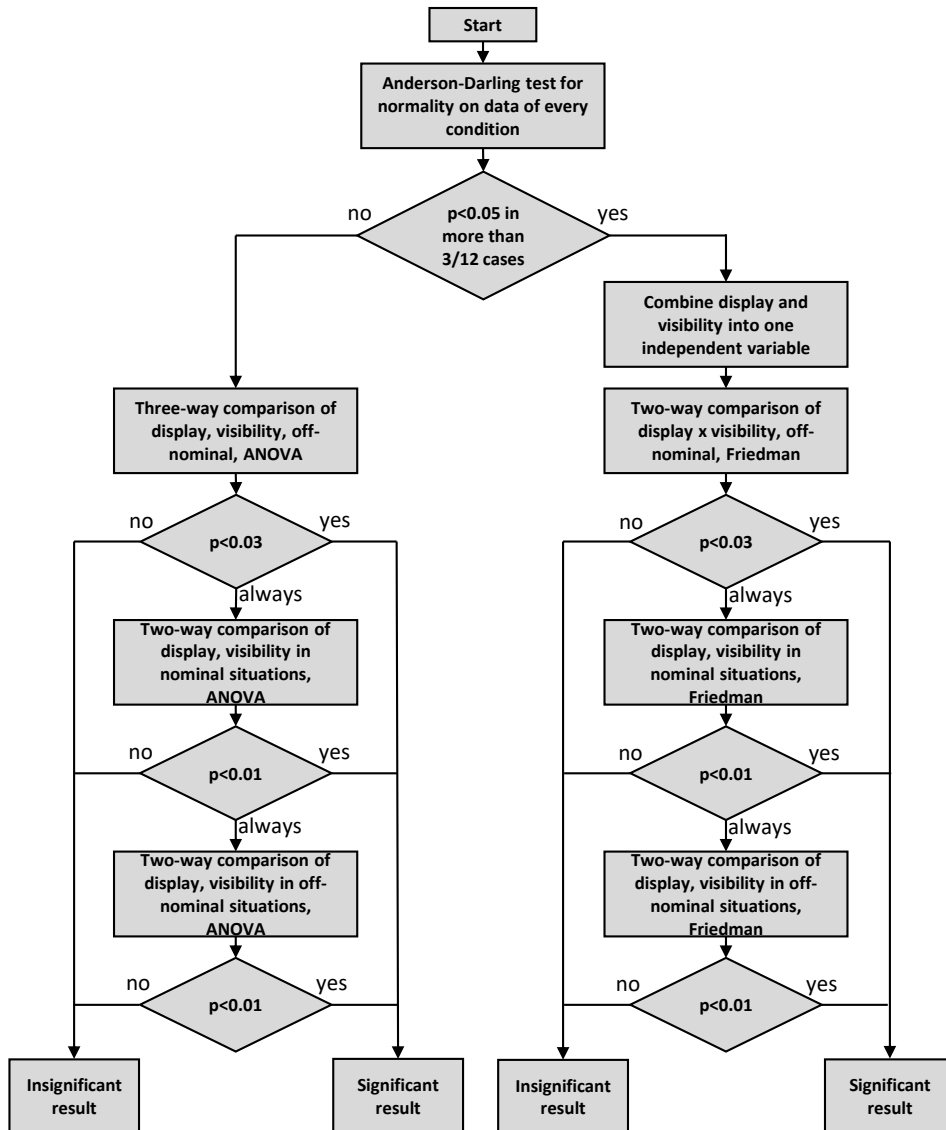 Start
Anderson-Darling test for
normality on data of every
condition
no
yes
p<0.05 in
more than
3/12 cases
Combine display and
visibility into one
independent variable
Three-way comparison of
display, visibility, off-
nominal, ANOVA
Two-way comparison of
display x visibility, off-
nominal, Friedman
no
yes
p<0.03
always
no
yes
p<0.03
always
Two-way comparison of
display, visibility in
nominal situations,
ANOVA
Two-way comparison of
display, visibility in
nominal situations,
Friedman
no
yes
p<0.01
always
no
yes
p<0.01
always
Two-way comparison of
display, visibility in off-
nominal situations,
ANOVA
Two-way comparison of
display, visibility in off-
nominal situations,
Friedman
no
yes
p<0.01
no
yes
p<0.01
Insignificant
result
Significant
result
Insignificant
result
Significant
result